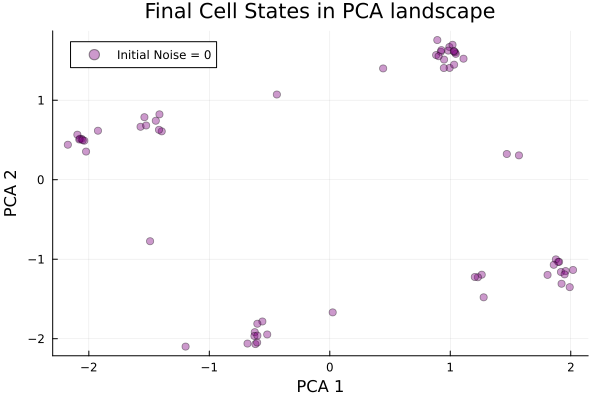 Final Cell States in PCA landscape
Initial Noise = 0
PCA 2
1
0
−1
−2
−2
−1
0
1
2
PCA 1